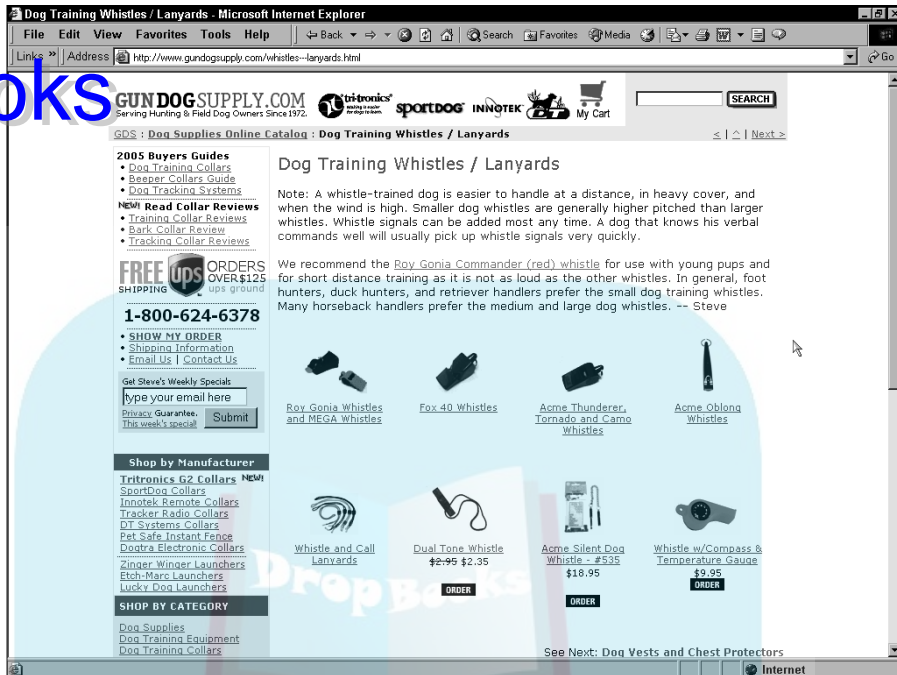 Dog Training Whistles / Lanyards - Microsoft Internet Explorer
File Edit View Favorites Tools Help
Back Search Favorites Media
Links » Address http://www.gundogsupply.com/whistles---lanyards.html Go
oks
GUNDOGSUPPLY.COM
Serving Hunting & Field Dog Owners Since 1972.
tri-tronics
Making it easier for dogs to learn.
SPORTDOG INNOTEK DT My Cart
SEARCH
GDS : Dog Supplies Online Catalog : Dog Training Whistles / Lanyards
< | ^ | Next >
2005 Buyers Guides
• Dog Training Collars
• Beeper Collars Guide
• Dog Tracking Systems
NEW! Read Collar Reviews
• Training Collar Reviews
• Bark Collar Review
• Tracking Collar Reviews
FREE SHIPPING ups ORDERS OVER $125 ups ground
1-800-624-6378
• SHOW MY ORDER
• Shipping Information
• Email Us | Contact Us
Get Steve's Weekly Specials
type your email here
Privacy Guarantee.
This week's special!
Submit
Shop by Manufacturer
Tritronics G2 Collars NEW!
SportDog Collars
Innotek Remote Collars
Tracker Radio Collars
DT Systems Collars
Pet Safe Instant Fence
Dogtra Electronic Collars
Zinger Winger Launchers
Etch-Marc Launchers
Lucky Dog Launchers
SHOP BY CATEGORY
Dog Supplies
Dog Training Equipment
Dog Training Collars
Dog Training Whistles / Lanyards
Note: A whistle-trained dog is easier to handle at a distance, in heavy cover, and
when the wind is high. Smaller dog whistles are generally higher pitched than larger
whistles. Whistle signals can be added most any time. A dog that knows his verbal
commands well will usually pick up whistle signals very quickly.
We recommend the Roy Gonia Commander (red) whistle for use with young pups and
for short distance training as it is not as loud as the other whistles. In general, foot
hunters, duck hunters, and retriever handlers prefer the small dog training whistles.
Many horseback handlers prefer the medium and large dog whistles. -- Steve
Roy Gonia Whistles
and MEGA Whistles
Fox 40 Whistles
Acme Thunderer,
Tornado and Camo
Whistles
Acme Oblong
Whistles
Whistle and Call
Lanyards
Dual Tone Whistle
$2.95 $2.35
ORDER
Acme Silent Dog
Whistle - #535
$18.95
ORDER
Whistle w/Compass &
Temperature Gauge
$9.95
ORDER
DropBooks
See Next: Dog Vests and Chest Protectors
Internet